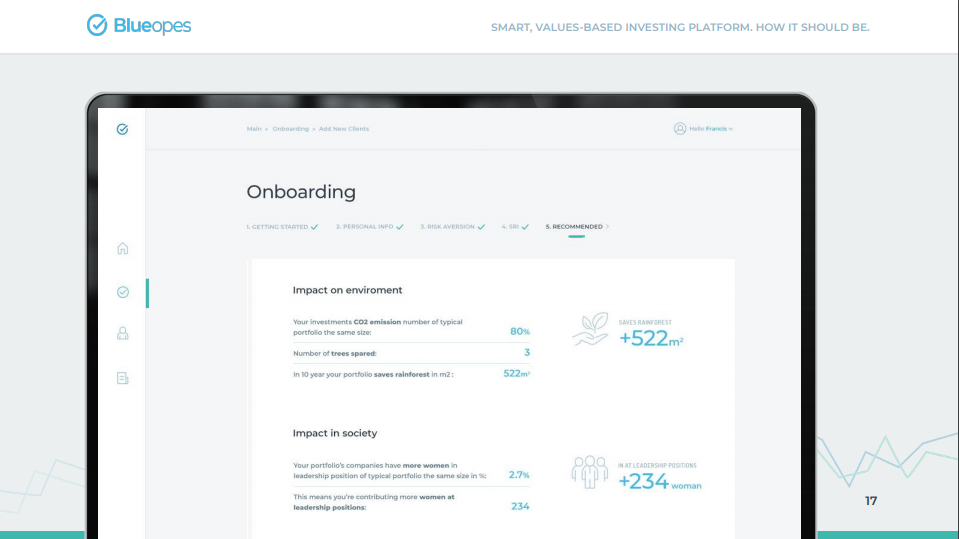 Blueopes
SMART, VALUES-BASED INVESTING PLATFORM. HOW IT SHOULD BE.
Main » Onboarding » Add New Clients
Hello Francis
Onboarding
1. GETTING STARTED
2. PERSONAL INFO
3. RISK AVERSION
4. SRI
5. RECOMMENDED
Impact on enviroment
Your investments CO2 emission number of typical
portfolio the same size:
80%
Number of trees spared:
3
In 10 year your portfolio saves rainforest in m2 :
522m²
SAVES RAINFOREST
+522m²
Impact in society
Your portfolio's companies have more women in
leadership position of typical portfolio the same size in %:
2.7%
This means you're contributing more women at
leadership positions:
234
IN AT LEADERSHIP POSITIONS
+234 woman
17